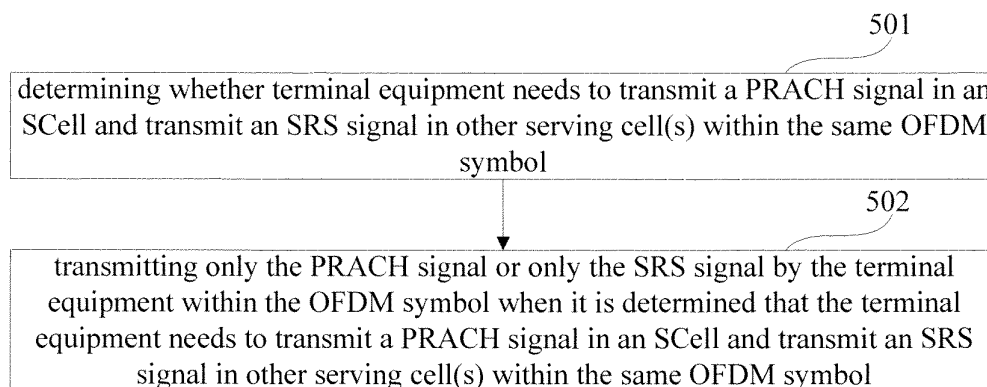 501
determining whether terminal equipment needs to transmit a PRACH signal in an
SCell and transmit an SRS signal in other serving cell(s) within the same OFDM
symbol
502
transmitting only the PRACH signal or only the SRS signal by the terminal
equipment within the OFDM symbol when it is determined that the terminal
equipment needs to transmit a PRACH signal in an SCell and transmit an SRS
signal in other serving cell(s) within the same OFDM symbol